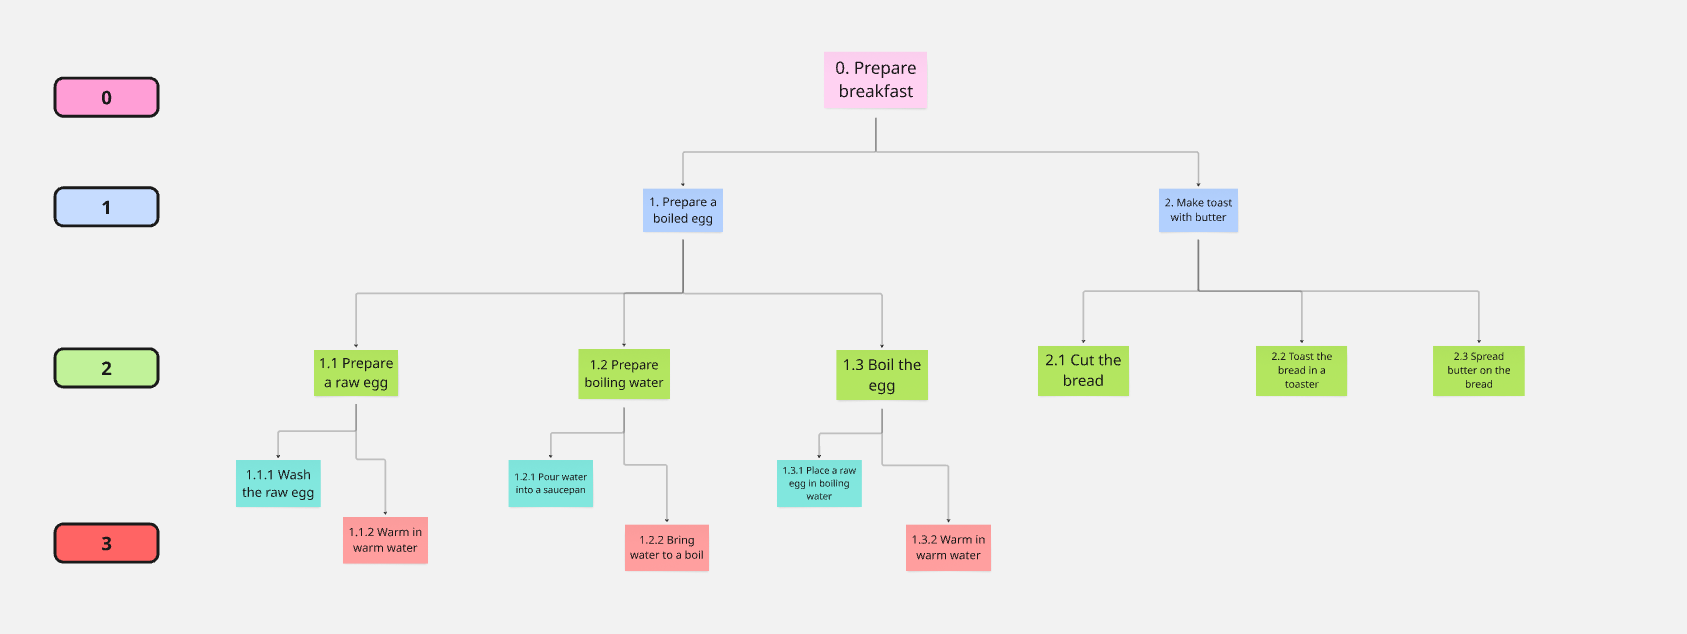 0. Prepare
breakfast
0
1
1. Prepare a
boiled egg
2. Make toast
with butter
2
1.1 Prepare
a raw egg
1.2 Prepare
boiling water
1.3 Boil the
egg
2.1 Cut the
bread
2.2 Toast the
bread in a
toaster
2.3 Spread
butter on the
bread
1.1.1 Wash
the raw egg
1.2.1 Pour water
into a saucepan
1.3.1 Place a raw
egg in boiling
water
3
1.1.2 Warm in
warm water
1.2.2 Bring
water to a boil
1.3.2 Warm in
warm water